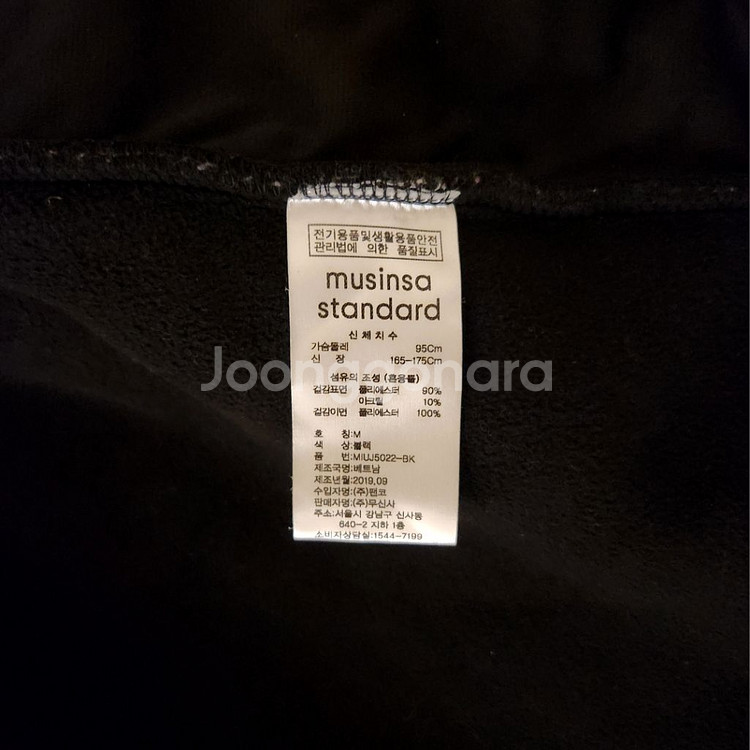 전기용품및생활용품안전
관리법에 의한 품질표시
musinsa
standard
신체치수
가슴둘레 95Cm
신 장 165-175Cm
Joonggonara
섬유의 조성 (혼용률)
겉감표면 폴리에스터 90%
아크릴 10%
겉감이면 폴리에스터 100%
호 칭:M
색 상:블랙
품 번:MIUJ5022-BK
제조국명:베트남
제조년월:2019.09
수입자명:(주)팬코
판매자명:(주)무신사
주소:서울시 강남구 신사동
640-2 지하 1층
소비자상담실:1544-7199